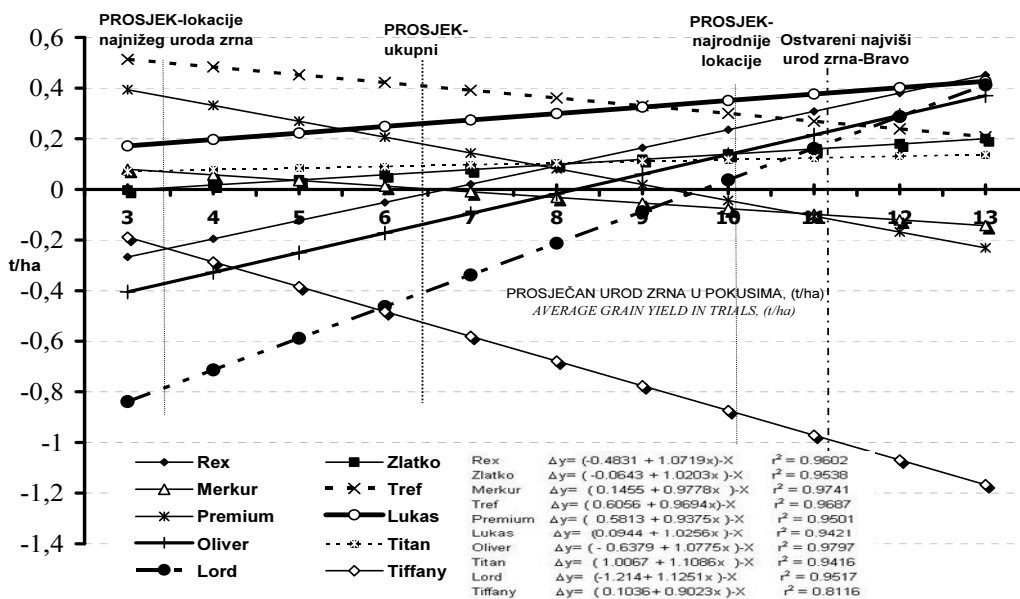 PROSJEK-lokacije
najnižeg uroda zrna
PROSJEK-
ukupni
PROSJEK-
najrodnije
lokacije
Ostvareni najviši
urod zrna-Bravo
0,6
0,4
0,2
0
-0,2
t/ha
-0,4
-0,6
-0,8
-1
-1,2
-1,4
3 4 5 6 7 8 9 10 11 12 13
PROSJEČAN UROD ZRNA U POKUSIMA, (t/ha)
AVERAGE GRAIN YIELD IN TRIALS, (t/ha)
Rex Zlatko
Merkur Tref
Premium Lukas
Oliver Titan
Lord Tiffany
Rex Δy= (-0.4831 + 1.0719x)-X r² = 0.9602
Zlatko Δy= ( -0.0643 + 1.0203x )-X r² = 0.9538
Merkur Δy= ( 0.1455 + 0.9778x )-X r² = 0.9741
Tref Δy= (0.6056 + 0.9694x)-X r² = 0.9687
Premium Δy= ( 0.5813 + 0.9375x)-X r² = 0.9501
Lukas Δy= (0.0944 + 1.0256x )-X r² = 0.9421
Oliver Δy= ( - 0.6379 + 1.0775x )-X r² = 0.9797
Titan Δy= ( 1.0067 + 1.1086x )-X r² = 0.9416
Lord Δy= (-1.214+ 1.1251x )-X r² = 0.9517
Tiffany Δy= ( 0.1036+ 0.9023x)-X r² = 0.8116